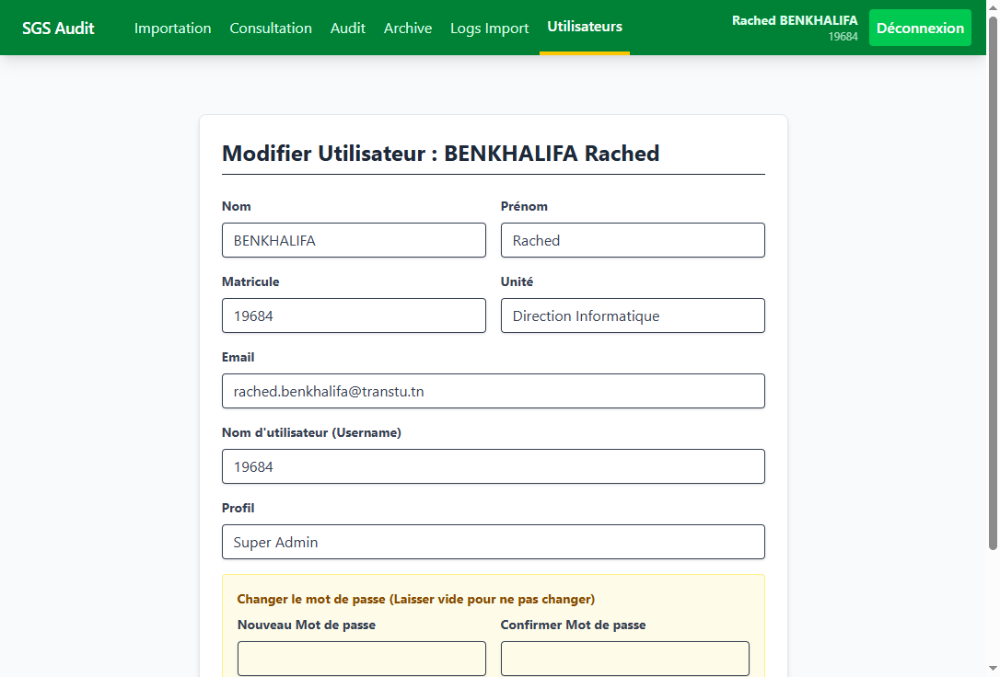 SGS Audit Importation Consultation Audit Archive Logs Import Utilisateurs Rached BENKHALIFA Déconnexion
19684
Modifier Utilisateur : BENKHALIFA Rached
Nom Prénom
BENKHALIFA Rached
Matricule Unité
19684 Direction Informatique
Email
rached.benkhalifa@transtu.tn
Nom d'utilisateur (Username)
19684
Profil
Super Admin
Changer le mot de passe (Laisser vide pour ne pas changer)
Nouveau Mot de passe Confirmer Mot de passe